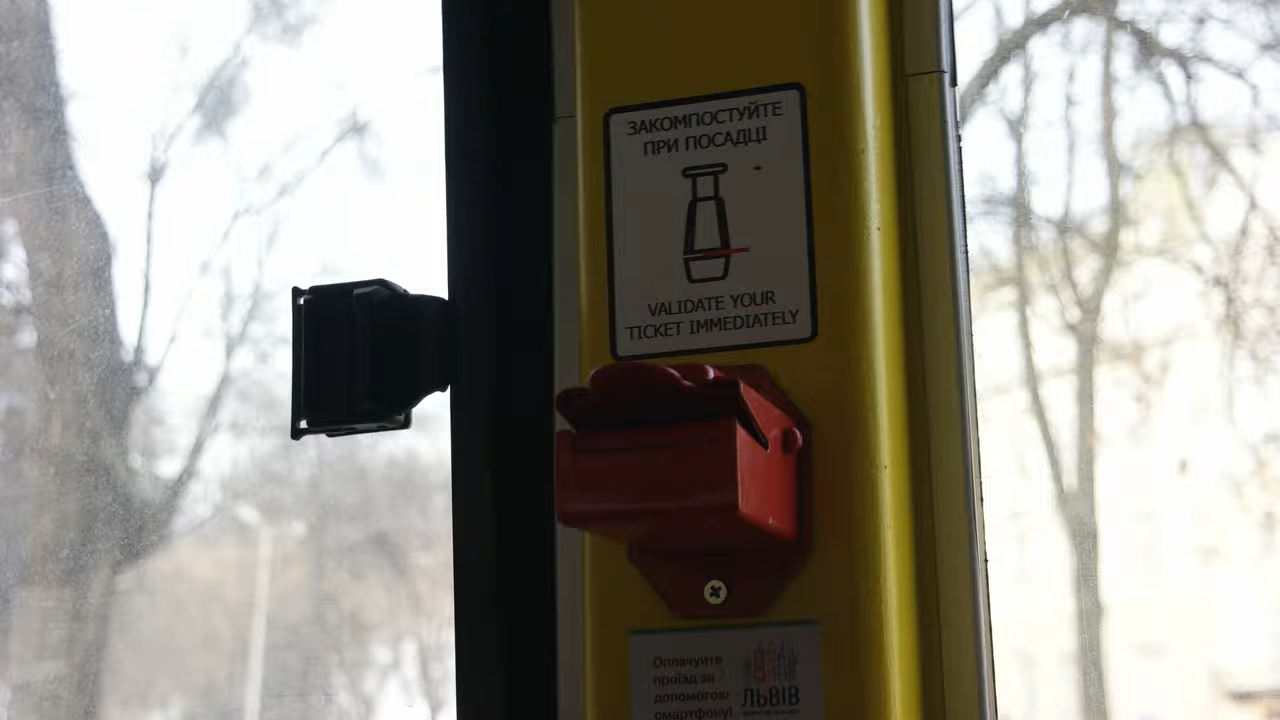 ЗАКОМПОСТУЙТЕ
ПРИ ПОСАДЦІ
VALIDATE YOUR
TICKET IMMEDIATELY
Оплачуйте
проїзд за
допомогою
смартфону!
ЛЬВІВ